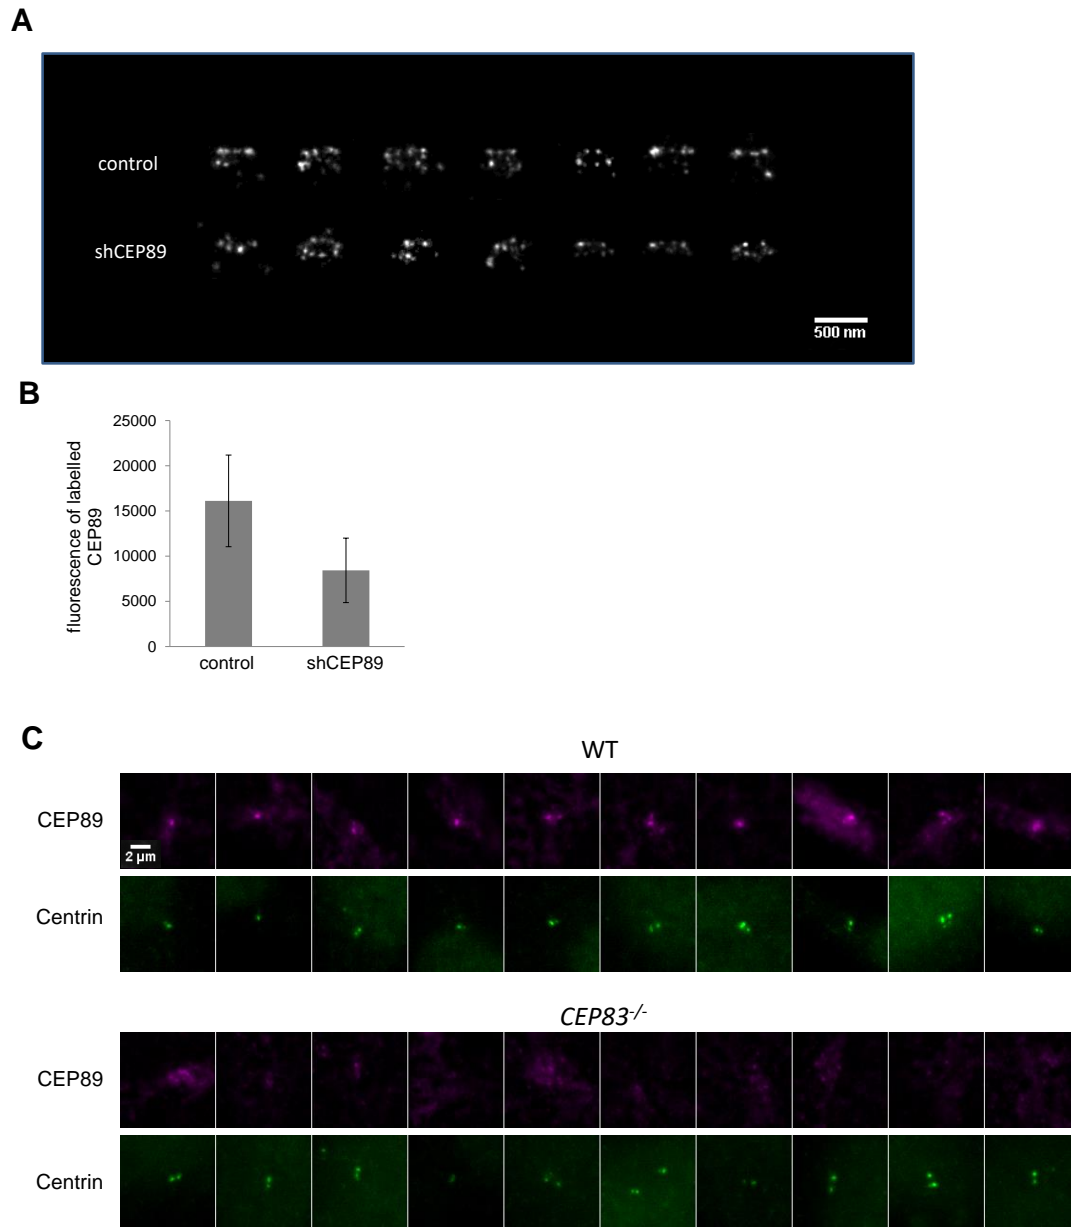 A
control
shCEP89
500 nm
B
fluorescence of labelled
CEP89
25000
20000
15000
10000
5000
0
control
shCEP89
C
WT
CEP89
2 µm
Centrin
CEP83-/-
CEP89
Centrin